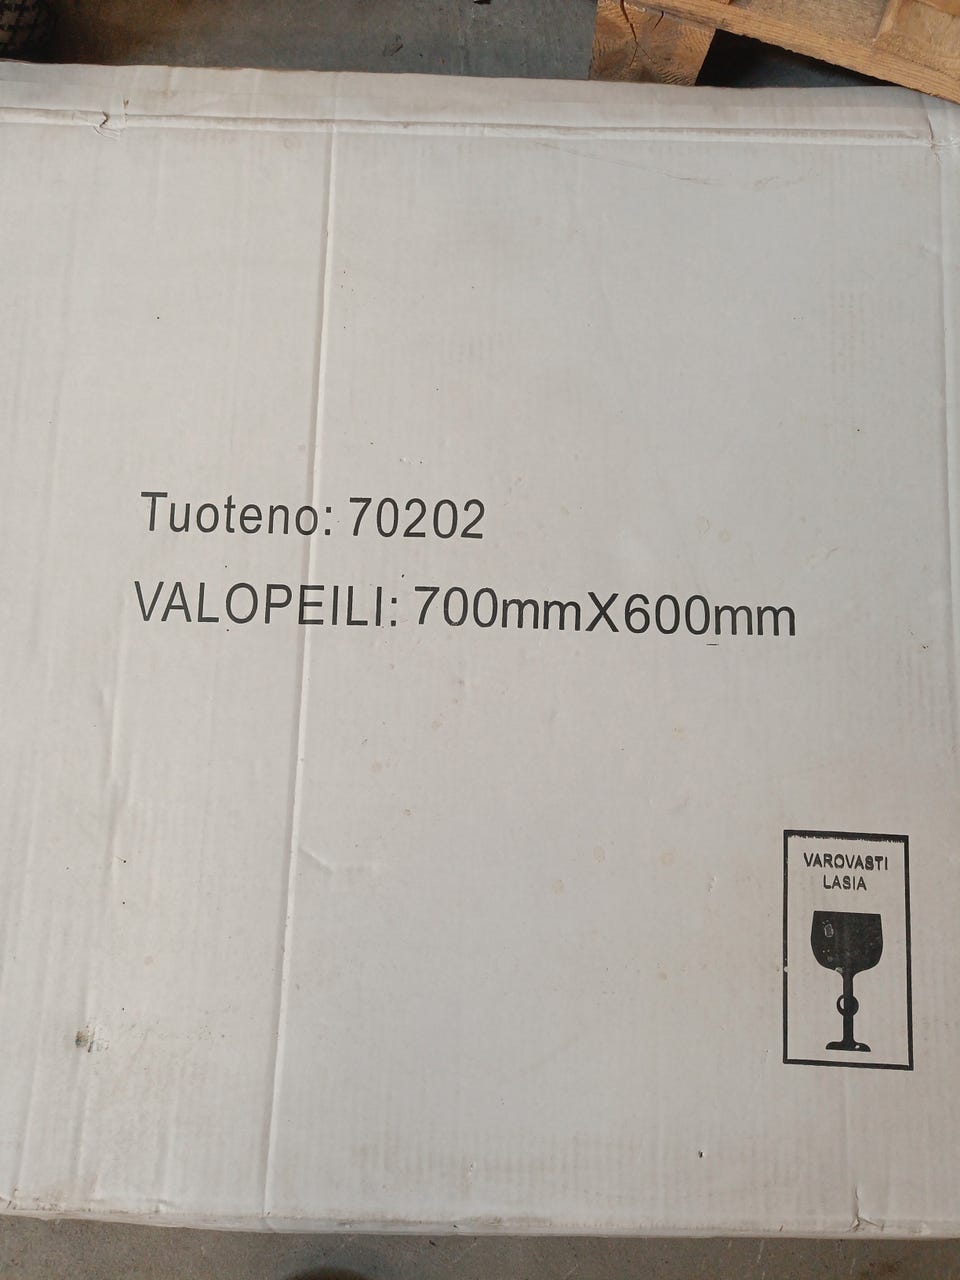 Tuoteno: 70202
VALOPEILI: 700mmX600mm
VAROVASTI
LASIA